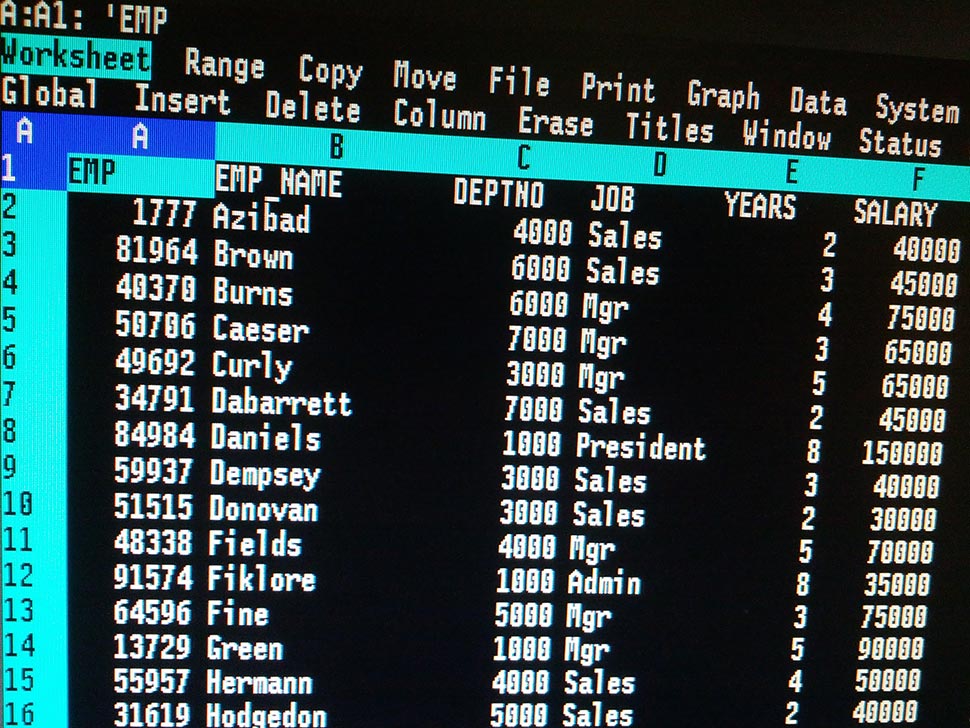 A:A1: 'EMP
Worksheet Range Copy Move File Print Graph Data System
Global Insert Delete Column Erase Titles Window Status
A A B C D E F
1 EMP EMP_NAME DEPTNO JOB YEARS SALARY
2 1777 Azibad 4000 Sales 2 40000
3 81964 Brown 6000 Sales 3 45000
4 40370 Burns 6000 Mgr 4 75000
5 50706 Caeser 7000 Mgr 3 65000
6 49692 Curly 3000 Mgr 5 65000
7 34791 Dabarrett 7000 Sales 2 45000
8 84984 Daniels 1000 President 8 150000
9 59937 Dempsey 3000 Sales 3 40000
10 51515 Donovan 3000 Sales 2 30000
11 48338 Fields 4000 Mgr 5 70000
12 91574 Fiklore 1000 Admin 8 35000
13 64596 Fine 5000 Mgr 3 75000
14 13729 Green 1000 Mgr 5 90000
15 55957 Hermann 4000 Sales 4 50000
16 31619 Hodgedon 5000 Sales 2 40000